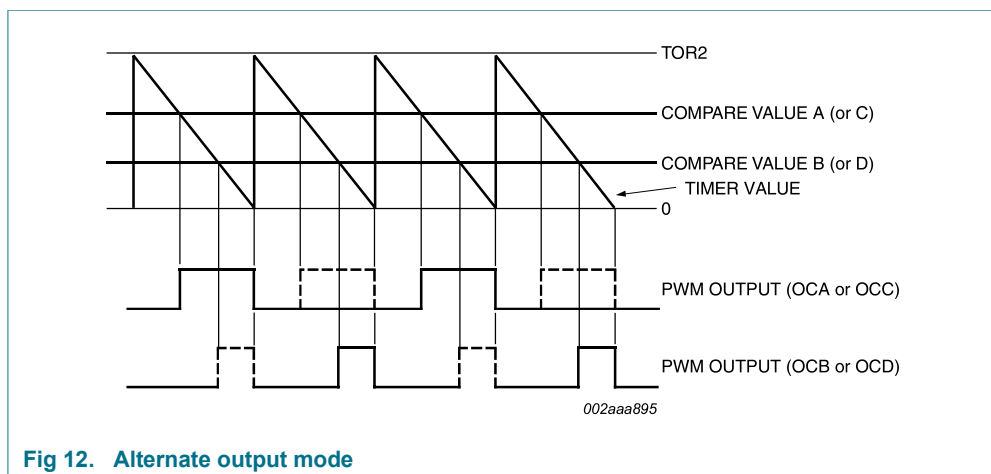 TOR2
COMPARE VALUE A (or C)
COMPARE VALUE B (or D)
TIMER VALUE
0
PWM OUTPUT (OCA or OCC)
PWM OUTPUT (OCB or OCD)
002aaa895
Fig 12. Alternate output mode